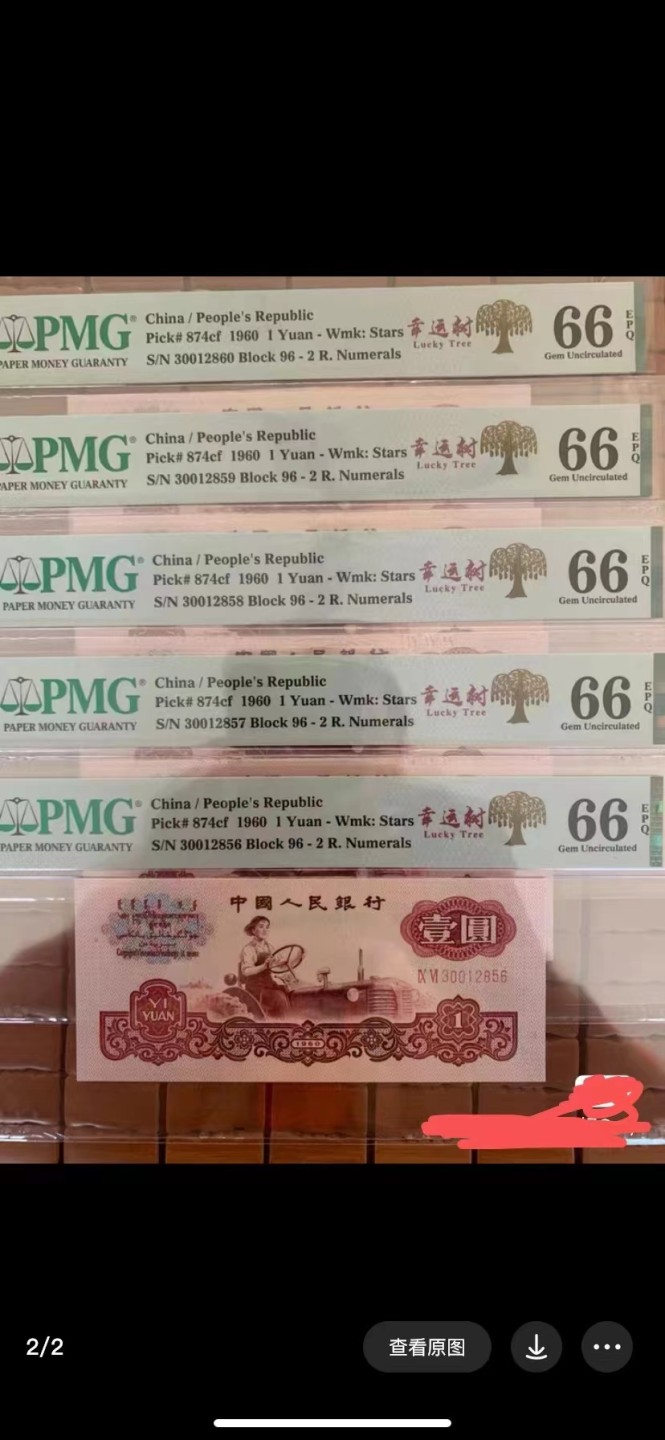 PMG®
PAPER MONEY GUARANTY
China / People's Republic
Pick# 874cf 1960 1 Yuan - Wmk: Stars
S/N 30012860 Block 96 - 2 R. Numerals
幸运树
Lucky Tree
66
EPQ
Gem Uncirculated
PMG®
PAPER MONEY GUARANTY
China / People's Republic
Pick# 874cf 1960 1 Yuan - Wmk: Stars
S/N 30012859 Block 96 - 2 R. Numerals
幸运树
Lucky Tree
66
EPQ
Gem Uncirculated
PMG®
PAPER MONEY GUARANTY
China / People's Republic
Pick# 874cf 1960 1 Yuan - Wmk: Stars
S/N 30012858 Block 96 - 2 R. Numerals
幸运树
Lucky Tree
66
EPQ
Gem Uncirculated
PMG®
PAPER MONEY GUARANTY
China / People's Republic
Pick# 874cf 1960 1 Yuan - Wmk: Stars
S/N 30012857 Block 96 - 2 R. Numerals
幸运树
Lucky Tree
66
EPQ
Gem Uncirculated
PMG®
PAPER MONEY GUARANTY
China / People's Republic
Pick# 874cf 1960 1 Yuan - Wmk: Stars
S/N 30012856 Block 96 - 2 R. Numerals
幸运树
Lucky Tree
66
EPQ
Gem Uncirculated
中國人民銀行
壹圓
IX VI 30012856
YI
YUAN
1960
1
2/2
查看原图